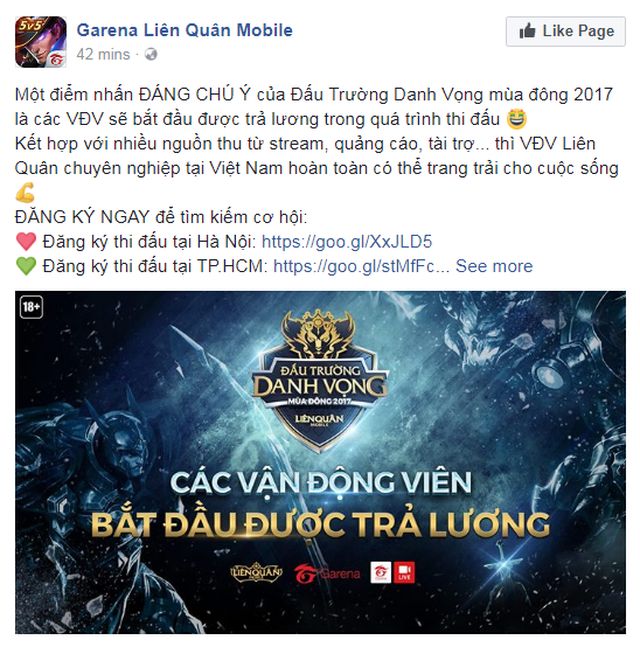 5v5
Garena Liên Quân Mobile
42 mins ·
Like Page
Một điểm nhấn ĐÁNG CHÚ Ý của Đấu Trường Danh Vọng mùa đông 2017
là các VĐV sẽ bắt đầu được trả lương trong quá trình thi đấu 😂
Kết hợp với nhiều nguồn thu từ stream, quảng cáo, tài trợ... thì VĐV Liên
Quân chuyên nghiệp tại Việt Nam hoàn toàn có thể trang trải cho cuộc sống
💪
ĐĂNG KÝ NGAY để tìm kiếm cơ hội:
❤️ Đăng ký thi đấu tại Hà Nội: https://goo.gl/XxJLD5
💚 Đăng ký thi đấu tại TP.HCM: https://goo.gl/stMfFc... See more
18+
ĐẤU TRƯỜNG
DANH VỌNG
MÙA ĐÔNG 2017
LIÊN QUÂN
MOBILE
CÁC VẬN ĐỘNG VIÊN
BẮT ĐẦU ĐƯỢC TRẢ LƯƠNG
LIÊN QUÂN Garena LIVE